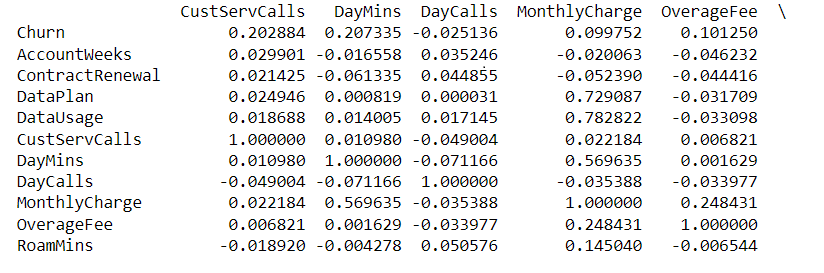 CustServCalls   DayMins  DayCalls  MonthlyCharge  OverageFee  \
Churn                 0.202884  0.207335 -0.025136       0.099752    0.101250
AccountWeeks          0.029901 -0.016558  0.035246      -0.020063   -0.046232
ContractRenewal       0.021425 -0.061335  0.044855      -0.052390   -0.044416
DataPlan              0.024946  0.000819  0.000031       0.729087   -0.031709
DataUsage             0.018688  0.014005  0.017145       0.782822   -0.033098
CustServCalls         1.000000  0.010980 -0.049004       0.022184    0.006821
DayMins               0.010980  1.000000 -0.071166       0.569635    0.001629
DayCalls             -0.049004 -0.071166  1.000000      -0.035388   -0.033977
MonthlyCharge         0.022184  0.569635 -0.035388       1.000000    0.248431
OverageFee            0.006821  0.001629 -0.033977       0.248431    1.000000
RoamMins             -0.018920 -0.004278  0.050576       0.145040   -0.006544